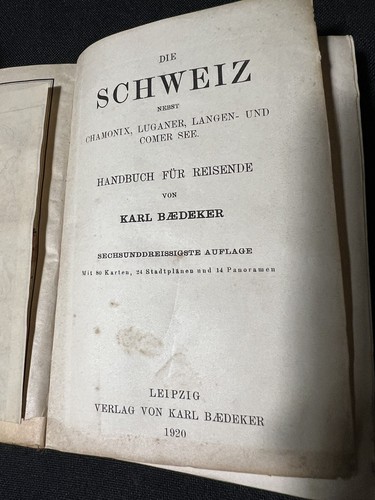 DIE
SCHWEIZ
NEBST
CHAMONIX, LUGANER, LANGEN- UND
COMER SEE.
HANDBUCH FÜR REISENDE
VON
KARL BÆDEKER
SECHSUNDDREISSIGSTE AUFLAGE
Mit 80 Karten, 24 Stadtplänen und 14 Panoramen
LEIPZIG
VERLAG VON KARL BÆDEKER
1920